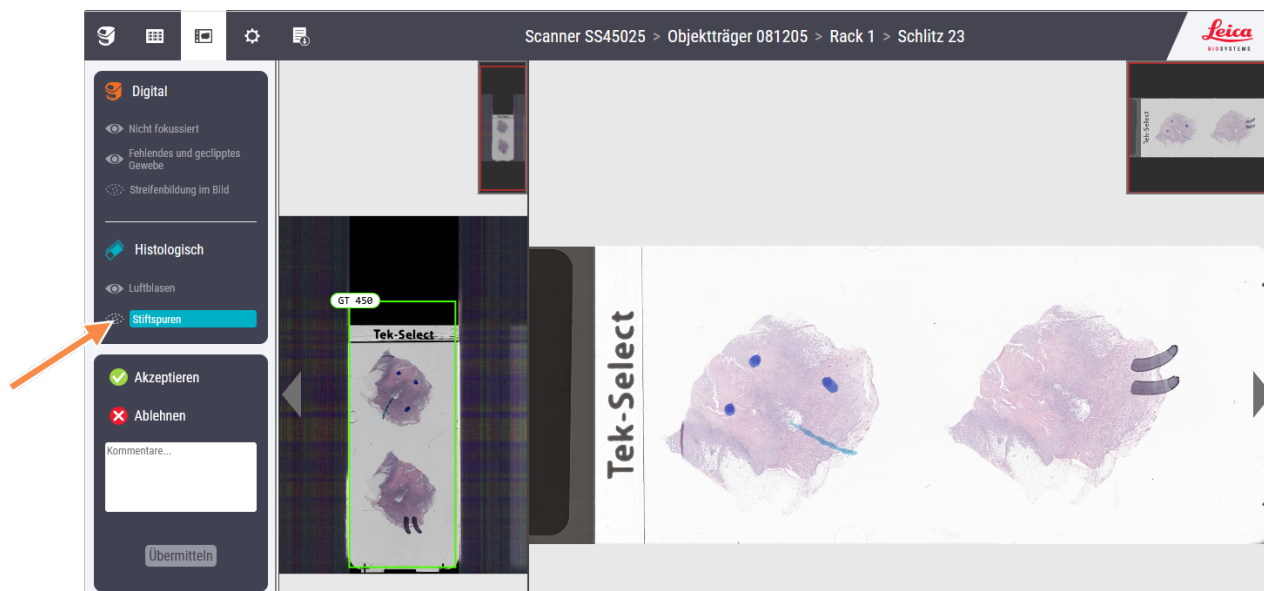 Scanner SS45025 > Objektträger 081205 > Rack 1 > Schlitz 23
Leica
BIOSYSTEMS
Digital
Nicht fokussiert
Fehlendes und geclipptes
Gewebe
Streifenbildung im Bild
Histologisch
Luftblasen
Stiftspuren
Akzeptieren
Ablehnen
Kommentare...
Übermitteln
GT 450
Tek-Select
Tek-Select
Tek-Select